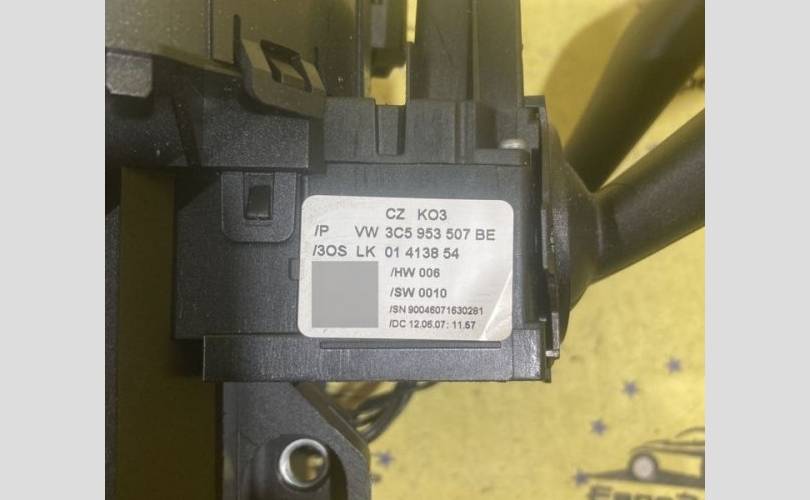 CZ KO3
/P VW 3C5 953 507 BE
/3OS LK 01 4138 54
/HW 006
/SW 0010
/SN 90046071630281
/DC 12.06.07: 11.57